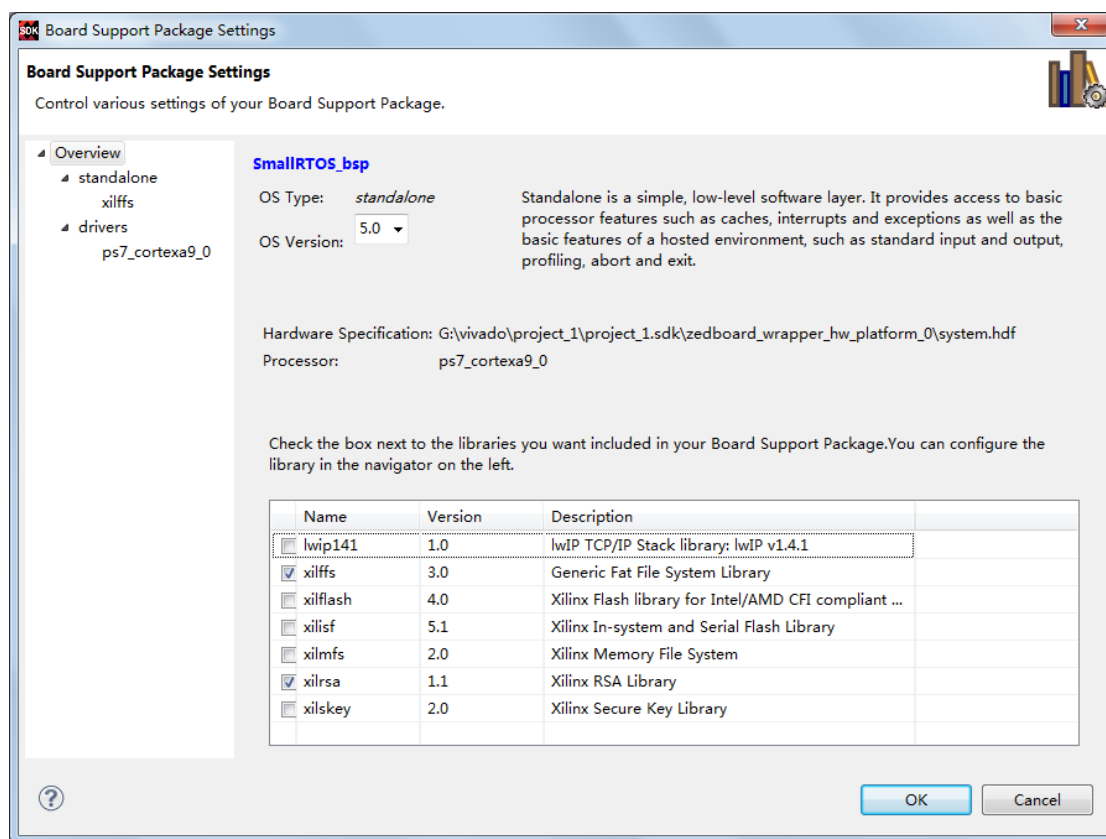 SDK Board Support Package Settings
Board Support Package Settings
Control various settings of your Board Support Package.
Overview
standalone
xilffs
drivers
ps7_cortexa9_0
SmallRTOS_bsp
OS Type: standalone
OS Version: 5.0
Standalone is a simple, low-level software layer. It provides access to basic
processor features such as caches, interrupts and exceptions as well as the
basic features of a hosted environment, such as standard input and output,
profiling, abort and exit.
Hardware Specification: G:\vivado\project_1\project_1.sdk\zedboard_wrapper_hw_platform_0\system.hdf
Processor: ps7_cortexa9_0
Check the box next to the libraries you want included in your Board Support Package.You can configure the
library in the navigator on the left.
Name Version Description
lwip141 1.0 lwIP TCP/IP Stack library: lwIP v1.4.1
xilffs 3.0 Generic Fat File System Library
xilflash 4.0 Xilinx Flash library for Intel/AMD CFI compliant ...
xilisf 5.1 Xilinx In-system and Serial Flash Library
xilmfs 2.0 Xilinx Memory File System
xilrsa 1.1 Xilinx RSA Library
xilskey 2.0 Xilinx Secure Key Library
?
OK Cancel